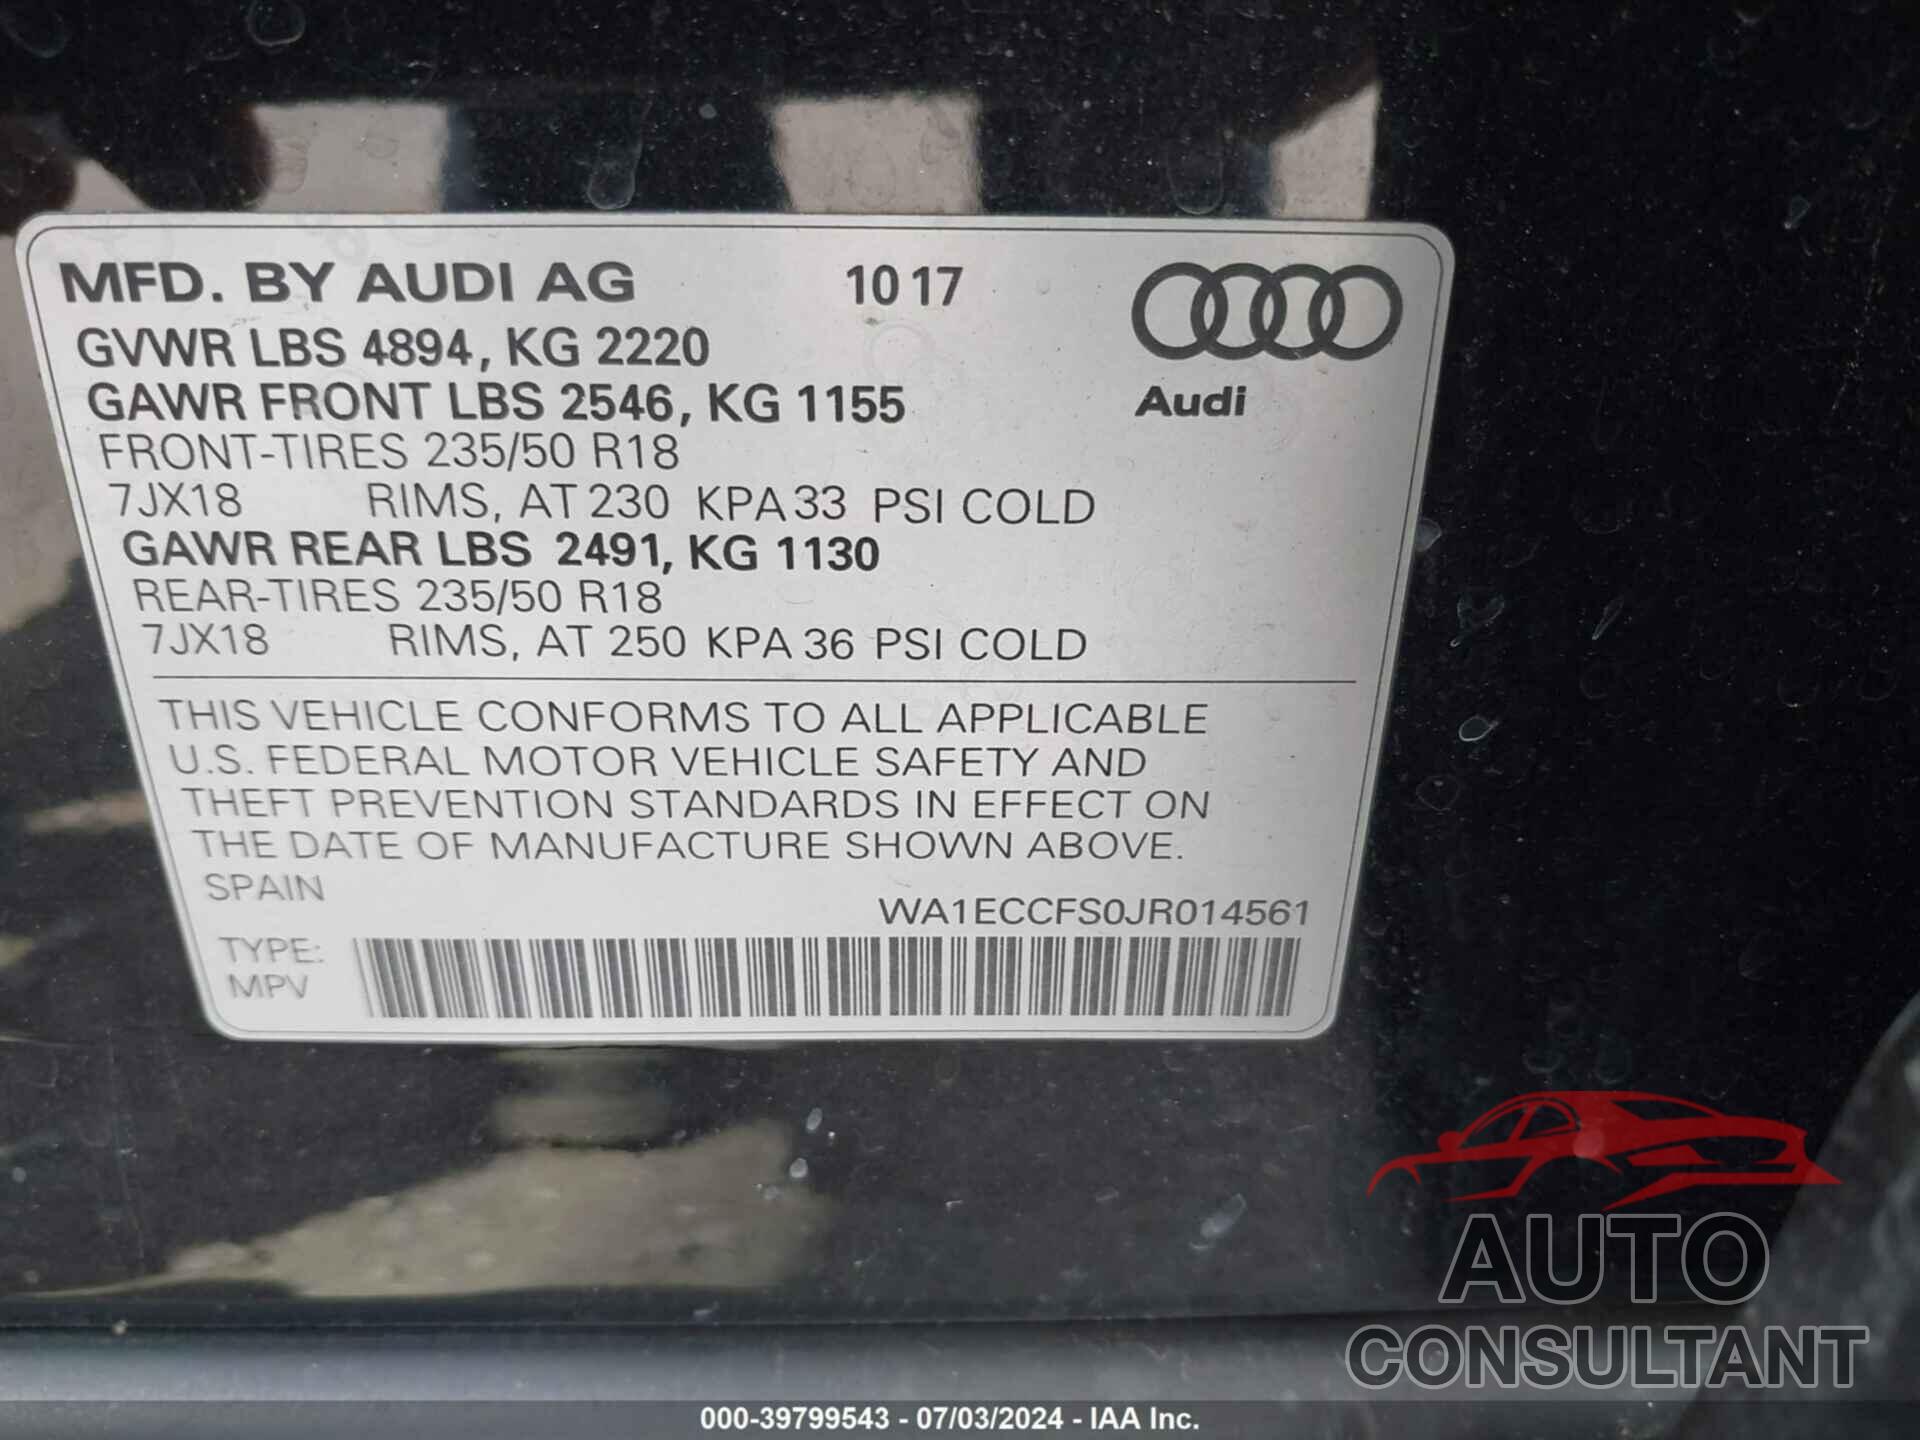 MFD. BY AUDI AG 10 17
GVWR LBS 4894, KG 2220
GAWR FRONT LBS 2546, KG 1155
Audi
FRONT-TIRES 235/50 R18
7JX18 RIMS, AT 230 KPA 33 PSI COLD
GAWR REAR LBS 2491, KG 1130
REAR-TIRES 235/50 R18
7JX18 RIMS, AT 250 KPA 36 PSI COLD
THIS VEHICLE CONFORMS TO ALL APPLICABLE
U.S. FEDERAL MOTOR VEHICLE SAFETY AND
THEFT PREVENTION STANDARDS IN EFFECT ON
THE DATE OF MANUFACTURE SHOWN ABOVE.
SPAIN
WA1ECCFS0JR014561
TYPE:
MPV
AUTO
CONSULTANT
000-39799543 - 07/03/2024 - IAA Inc.